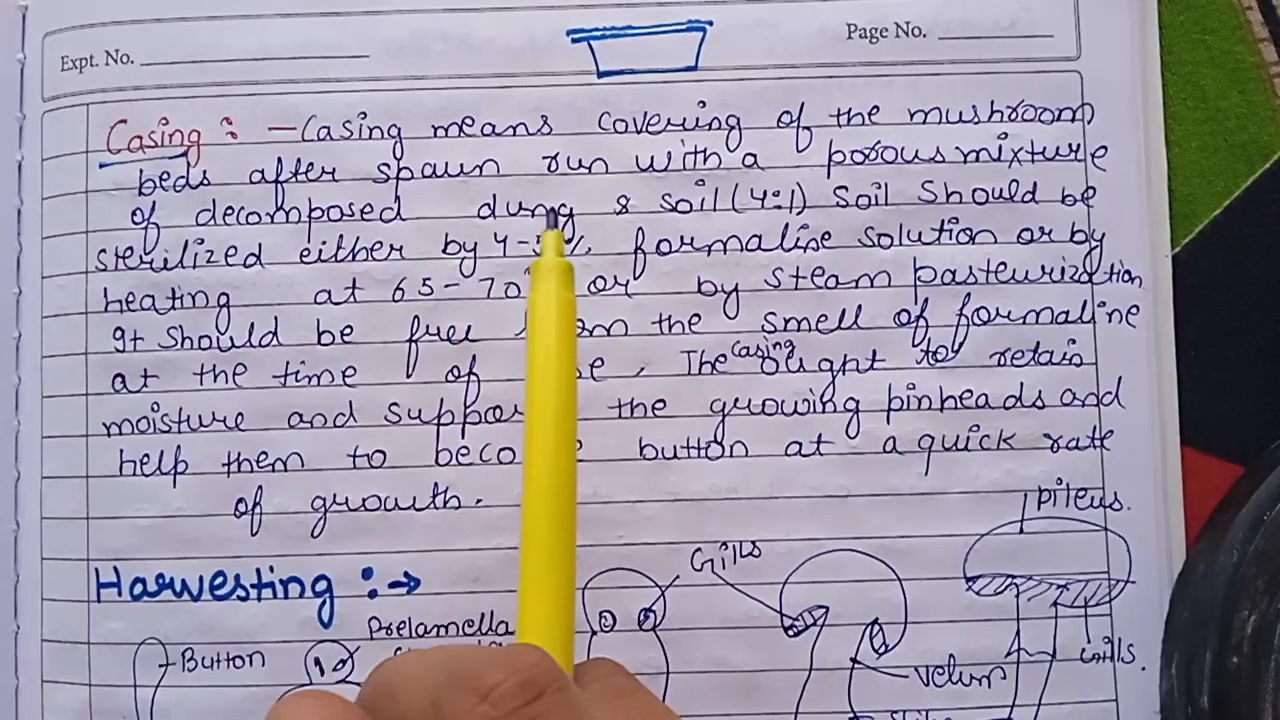 Expt. No.
Page No.
Casing : - Casing means covering of the mushroom
beds after spawn run with a porous mixture
of decomposed dung & soil (4:1) soil should be
sterilized either by 4- %. formaline solution or by
heating at 65-70 or by steam pasteurization
It should be free the smell of formaline
at the time of , The casing ought to retain
moisture and the growing pinheads and
help them to button at a quick rate
of growth.
Pileus.
Harvesting :→
Gills
Prelamella
Button
Gills.
Velum